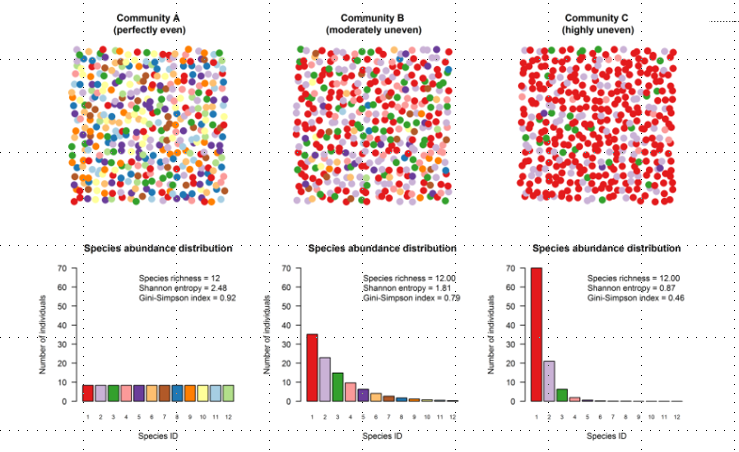 Community A
(perfectly even)
Community B
(moderately uneven)
Community C
(highly uneven)
Species abundance distribution
Species abundance distribution
Species abundance distribution
Species richness = 12
Shannon entropy = 2.48
Gini-Simpson index = 0.92
Species richness = 12.00
Shannon entropy = 1.81
Gini-Simpson index = 0.79
Species richness = 12.00
Shannon entropy = 0.87
Gini-Simpson index = 0.46
Number of individuals
70
60
50
40
30
20
10
0
1 2 3 4 5 6 7 8 9 10 11 12
Species ID
Number of individuals
70
60
50
40
30
20
10
0
1 2 3 4 5 6 7 8 9 10 11 12
Species ID
Number of individuals
70
60
50
40
30
20
10
0
1 2 3 4 5 6 7 8 9 10 11 12
Species ID